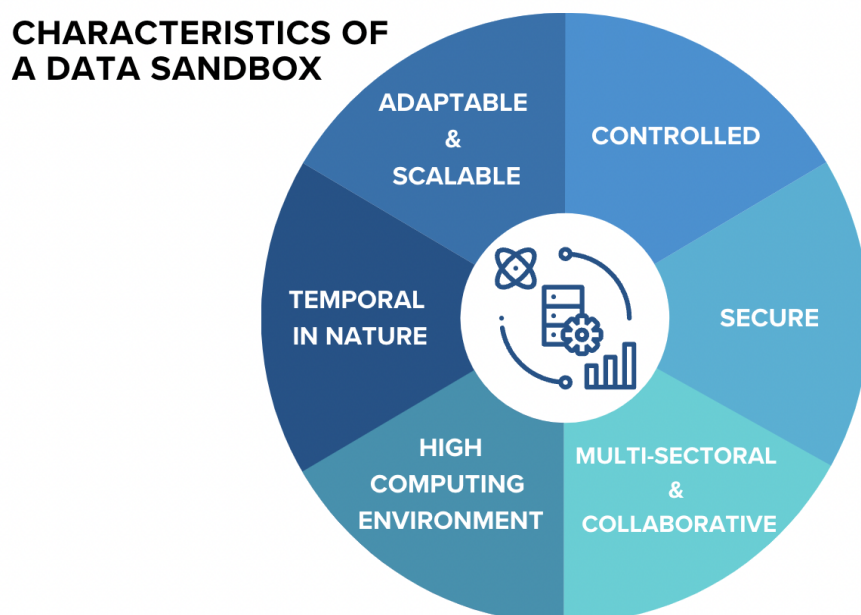 CHARACTERISTICS OF
A DATA SANDBOX
ADAPTABLE
&
SCALABLE
CONTROLLED
TEMPORAL
IN NATURE
SECURE
HIGH
COMPUTING
ENVIRONMENT
MULTI-SECTORAL
&
COLLABORATIVE